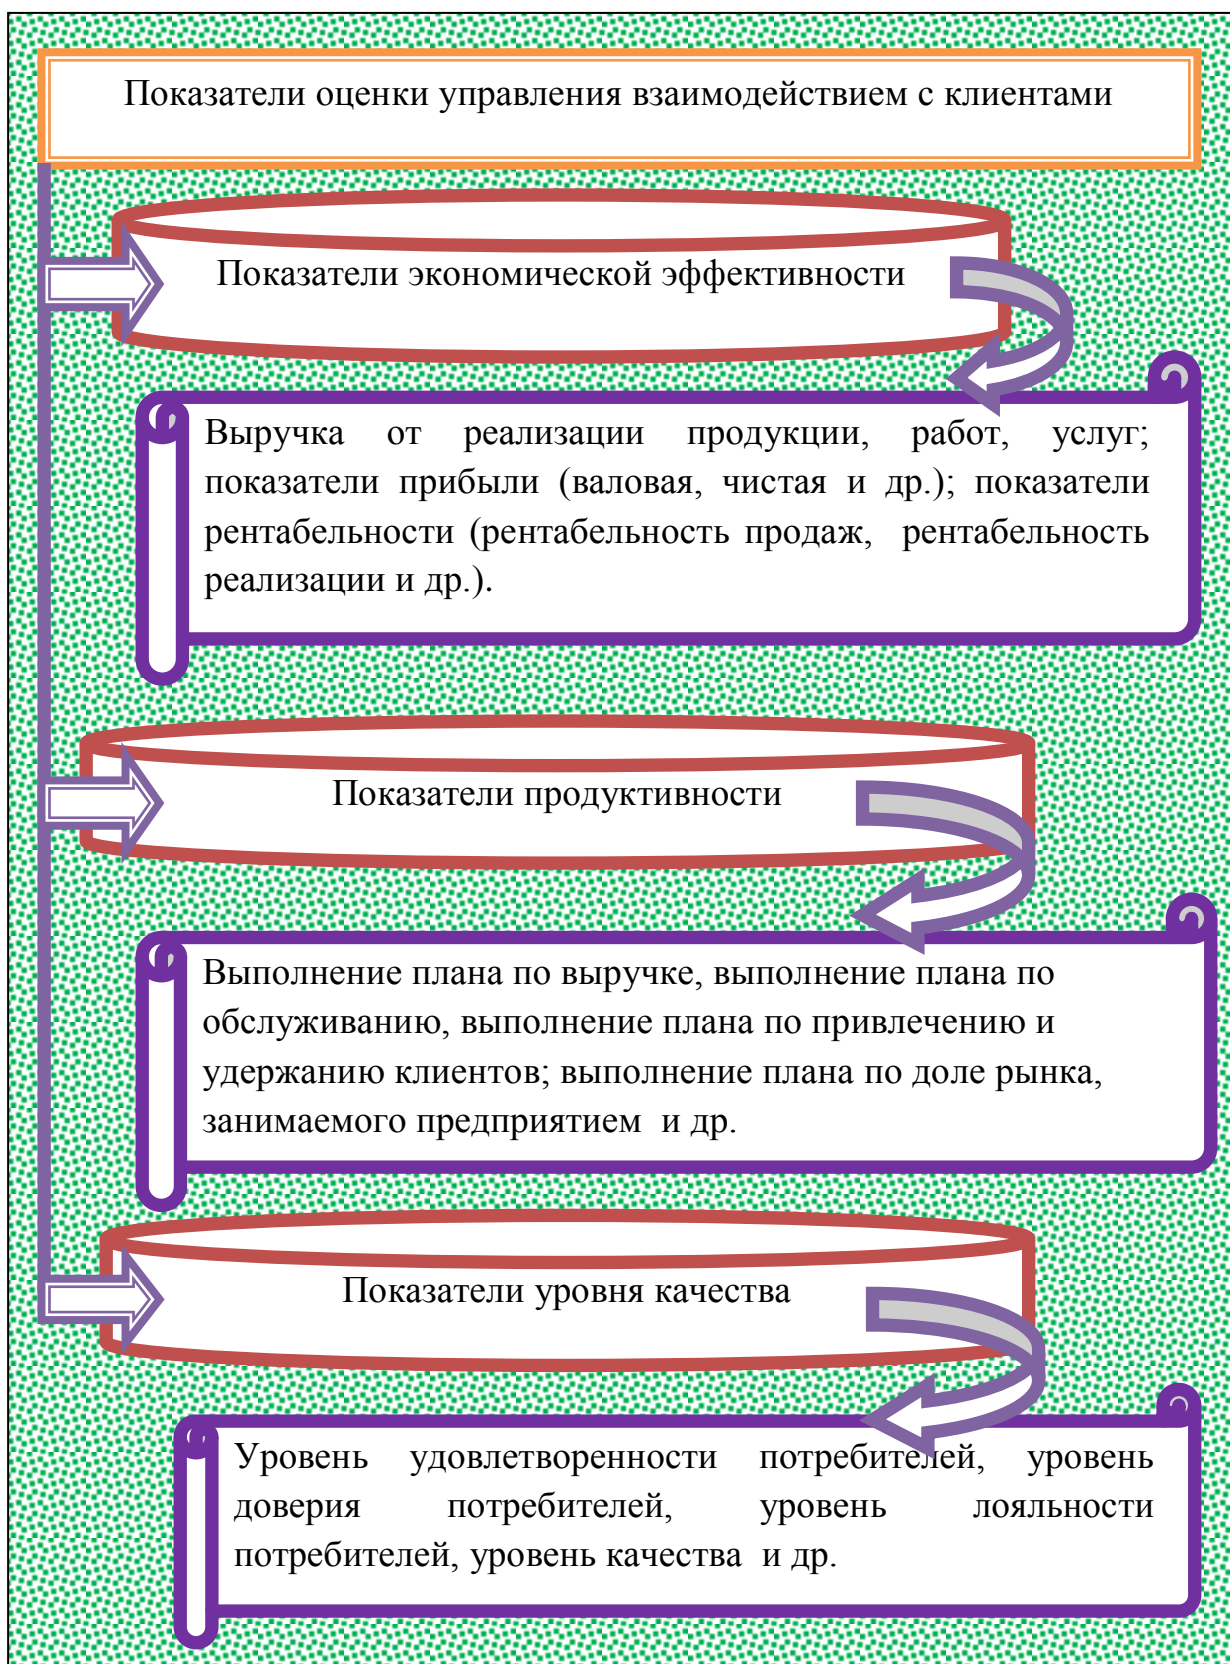 Показатели оценки управления взаимодействием с клиентами
Показатели экономической эффективности
Выручка от реализации продукции, работ, услуг;
показатели прибыли (валовая, чистая и др.); показатели
рентабельности (рентабельность продаж, рентабельность
реализации и др.).
Показатели продуктивности
Выполнение плана по выручке, выполнение плана по
обслуживанию, выполнение плана по привлечению и
удержанию клиентов; выполнение плана по доле рынка,
занимаемого предприятием и др.
Показатели уровня качества
Уровень удовлетворенности потребителей, уровень
доверия потребителей, уровень лояльности
потребителей, уровень качества и др.